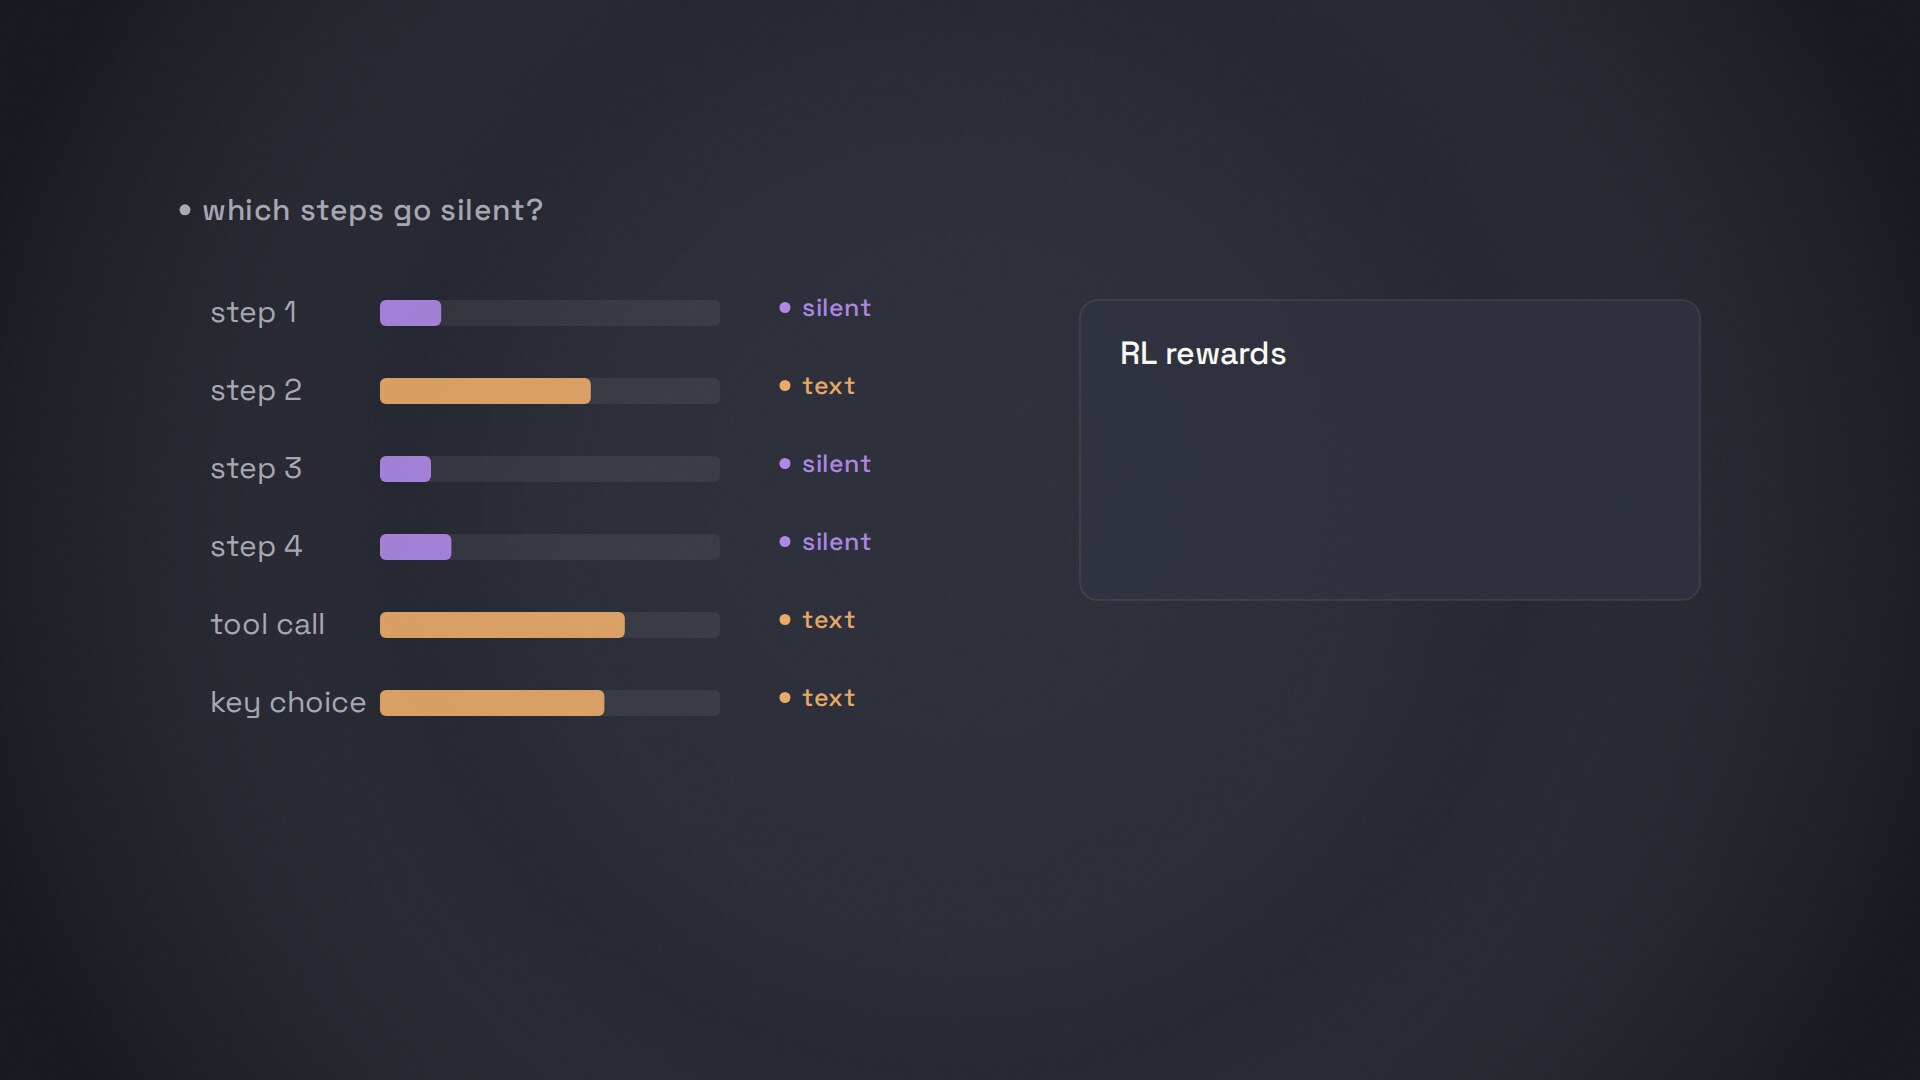 which steps go silent?
step 1 silent
step 2 text
step 3 silent
step 4 silent
tool call text
key choice text
RL rewards